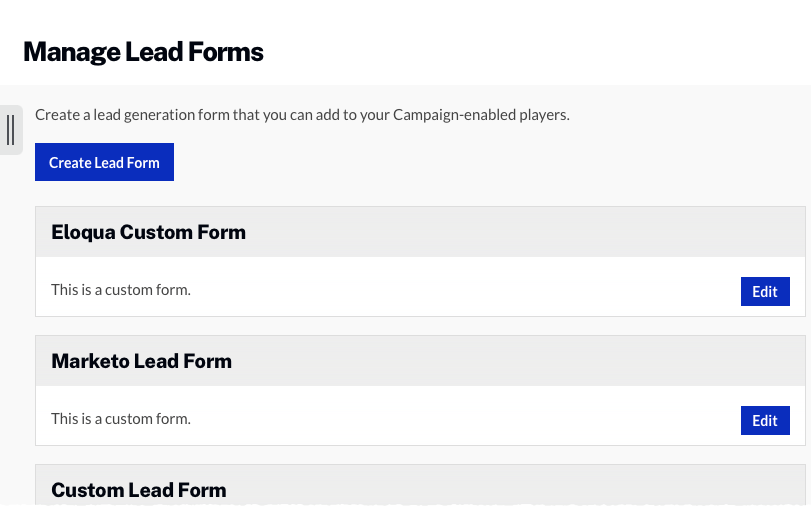 Manage Lead Forms
Create a lead generation form that you can add to your Campaign-enabled players.
Create Lead Form
Eloqua Custom Form
This is a custom form.
Edit
Marketo Lead Form
This is a custom form.
Edit
Custom Lead Form